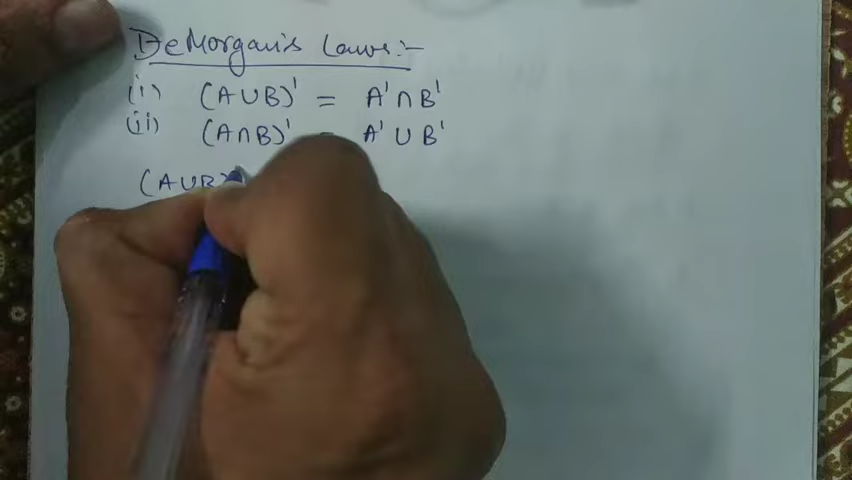 DeMorgan's Laws:-
(i) (A∪B)' = A'∩B'
(ii) (A∩B)' = A'∪B'
(A∪B)